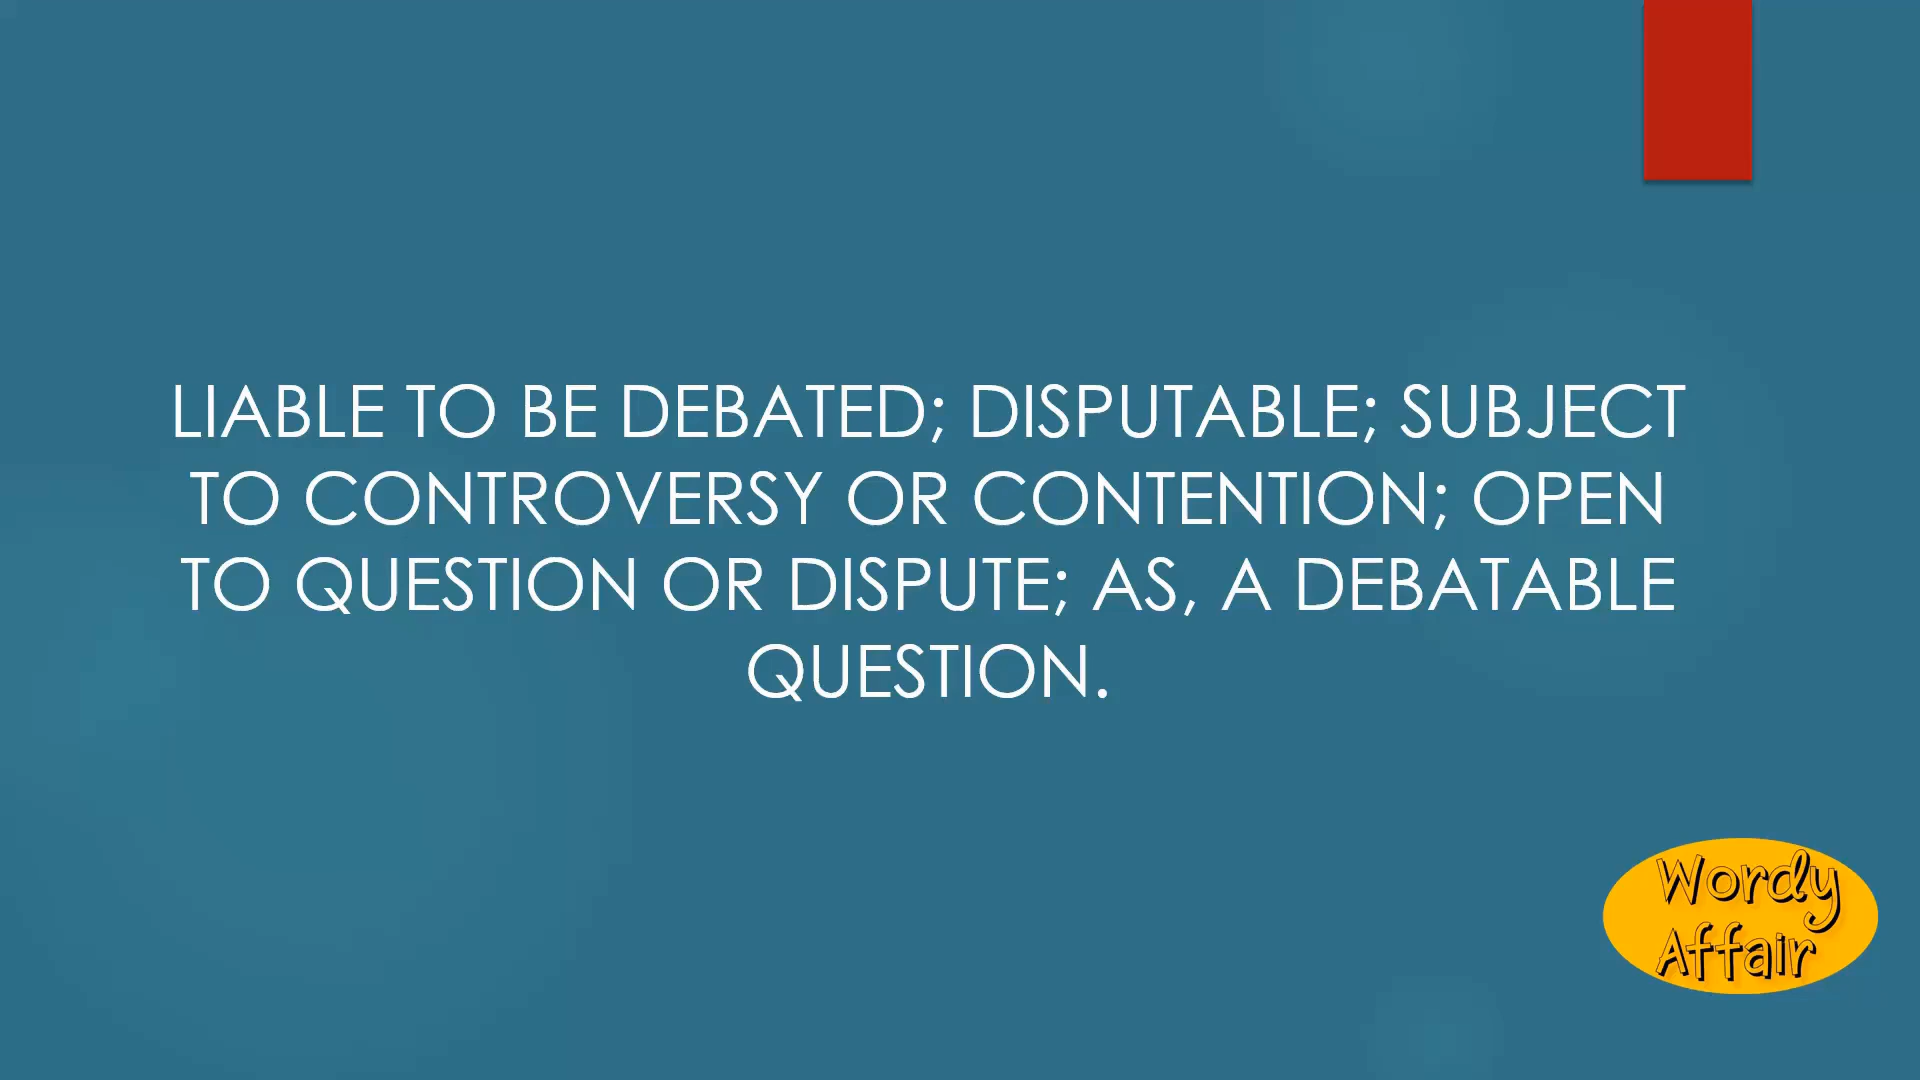 LIABLE TO BE DEBATED; DISPUTABLE; SUBJECT
TO CONTROVERSY OR CONTENTION; OPEN
TO QUESTION OR DISPUTE; AS, A DEBATABLE
QUESTION.
Wordy
Affair